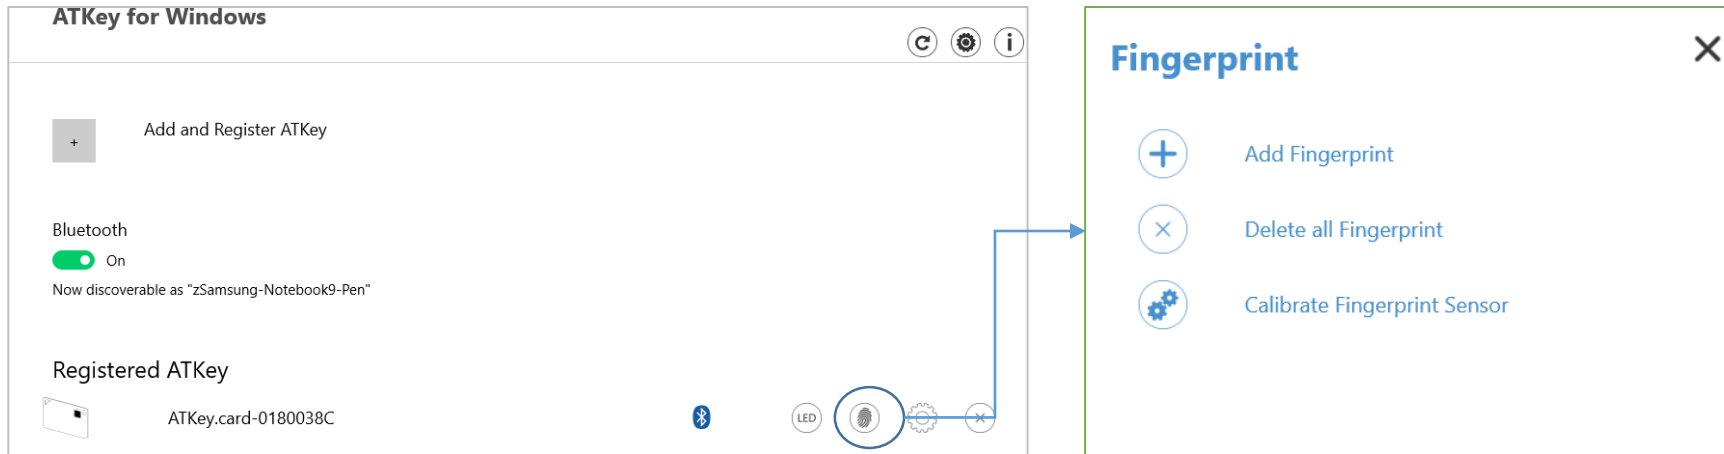 ATKey for Windows
Add and Register ATKey
Bluetooth
On
Now discoverable as "zSamsung-Notebook9-Pen"
Registered ATKey
ATKey.card-0180038C
LED
Fingerprint
Add Fingerprint
Delete all Fingerprint
Calibrate Fingerprint Sensor